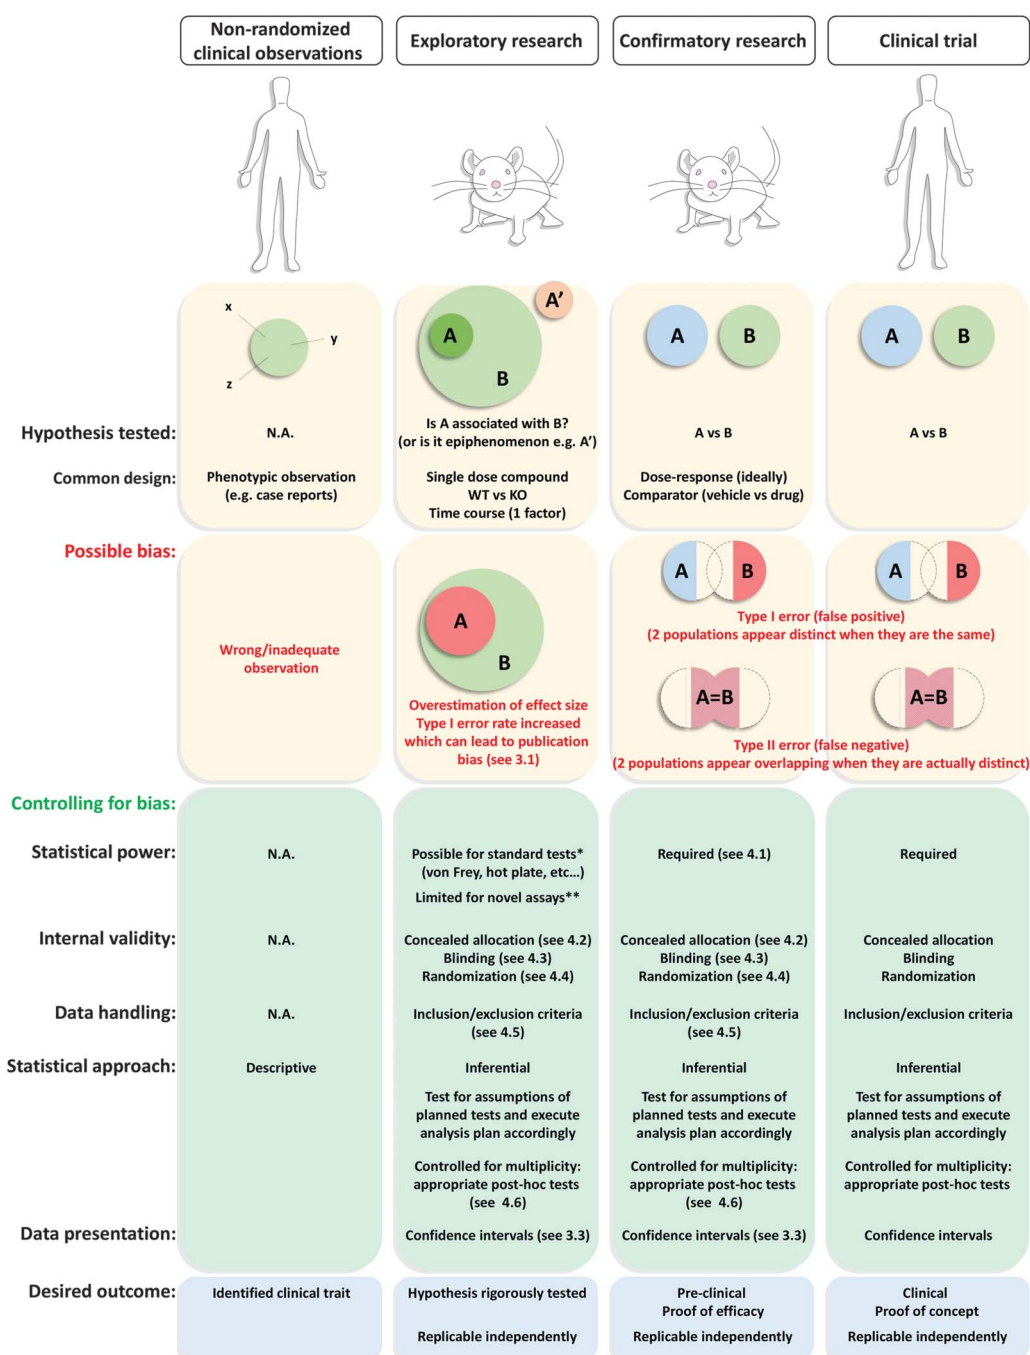 Non-randomized
clinical observations
Exploratory research
Confirmatory research
Clinical trial
x
y
z
A
B
A'
A
B
A
B
Hypothesis tested:
N.A.
Is A associated with B?
(or is it epiphenomenon e.g. A')
A vs B
A vs B
Common design:
Phenotypic observation
(e.g. case reports)
Single dose compound
WT vs KO
Time course (1 factor)
Dose-response (ideally)
Comparator (vehicle vs drug)
Possible bias:
Wrong/inadequate
observation
A
B
Overestimation of effect size
Type I error rate increased
which can lead to publication
bias (see 3.1)
A
B
A
B
Type I error (false positive)
(2 populations appear distinct when they are the same)
A=B
A=B
Type II error (false negative)
(2 populations appear overlapping when they are actually distinct)
Controlling for bias:
Statistical power:
N.A.
Possible for standard tests*
(von Frey, hot plate, etc...)
Limited for novel assays**
Required (see 4.1)
Required
Internal validity:
N.A.
Concealed allocation (see 4.2)
Blinding (see 4.3)
Randomization (see 4.4)
Concealed allocation (see 4.2)
Blinding (see 4.3)
Randomization (see 4.4)
Concealed allocation
Blinding
Randomization
Data handling:
N.A.
Inclusion/exclusion criteria
(see 4.5)
Inclusion/exclusion criteria
(see 4.5)
Inclusion/exclusion criteria
Statistical approach:
Descriptive
Inferential
Test for assumptions of
planned tests and execute
analysis plan accordingly
Controlled for multiplicity:
appropriate post-hoc tests
(see 4.6)
Inferential
Test for assumptions of
planned tests and execute
analysis plan accordingly
Controlled for multiplicity:
appropriate post-hoc tests
(see 4.6)
Inferential
Test for assumptions of
planned tests and execute
analysis plan accordingly
Controlled for multiplicity:
appropriate post-hoc tests
Data presentation:
Confidence intervals (see 3.3)
Confidence intervals (see 3.3)
Confidence intervals
Desired outcome:
Identified clinical trait
Hypothesis rigorously tested
Replicable independently
Pre-clinical
Proof of efficacy
Replicable independently
Clinical
Proof of concept
Replicable independently